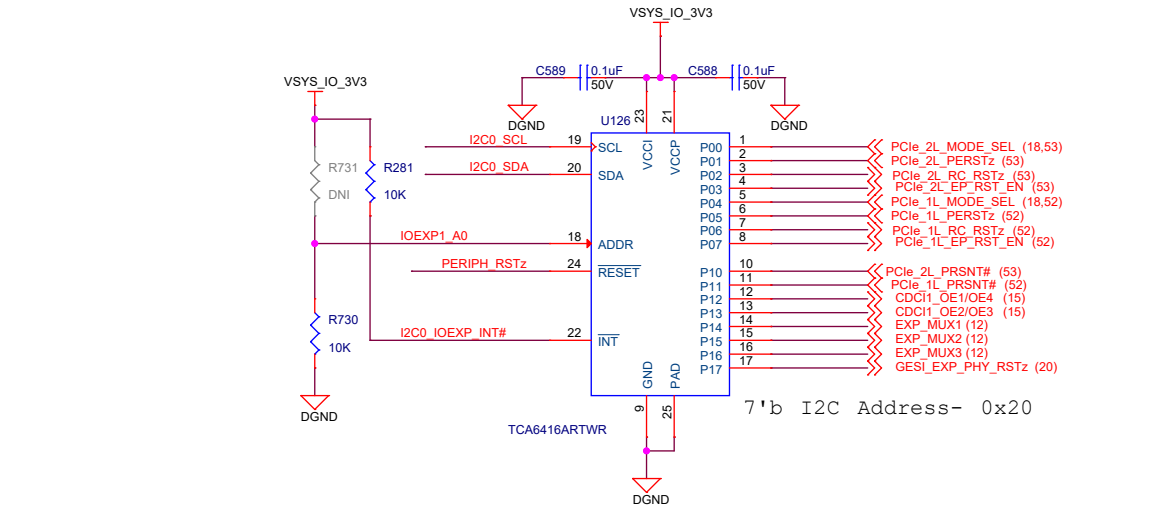 VSYS_IO_3V3
C589 0.1uF
50V
C588 0.1uF
50V
VSYS_IO_3V3
DGND
DGND
U126
23 VCCI
21 VCCP
I2C0_SCL 19 SCL
I2C0_SDA 20 SDA
R731
DNI
R281
10K
IOEXP1_A0 18 ADDR
PERIPH_RSTz 24 RESET
R730
10K
I2C0_IOEXP_INT# 22 INT
P00 1 PCIe_2L_MODE_SEL (18,53)
P01 2 PCIe_2L_PERSTz (53)
P02 3 PCIe_2L_RC_RSTz (53)
P03 4 PCIe_2L_EP_RST_EN (53)
P04 5 PCIe_1L_MODE_SEL (18,52)
P05 6 PCIe_1L_PERSTz (52)
P06 7 PCIe_1L_RC_RSTz (52)
P07 8 PCIe_1L_EP_RST_EN (52)
P10 10 PCIe_2L_PRSNT# (53)
P11 11 PCIe_1L_PRSNT# (52)
P12 12 CDCI1_OE1/OE4 (15)
P13 13 CDCI1_OE2/OE3 (15)
P14 14 EXP_MUX1 (12)
P15 15 EXP_MUX2 (12)
P16 16 EXP_MUX3 (12)
P17 17 GESI_EXP_PHY_RSTz (20)
GND 9
PAD 25
7'b I2C Address- 0x20
DGND
TCA6416ARTWR
DGND